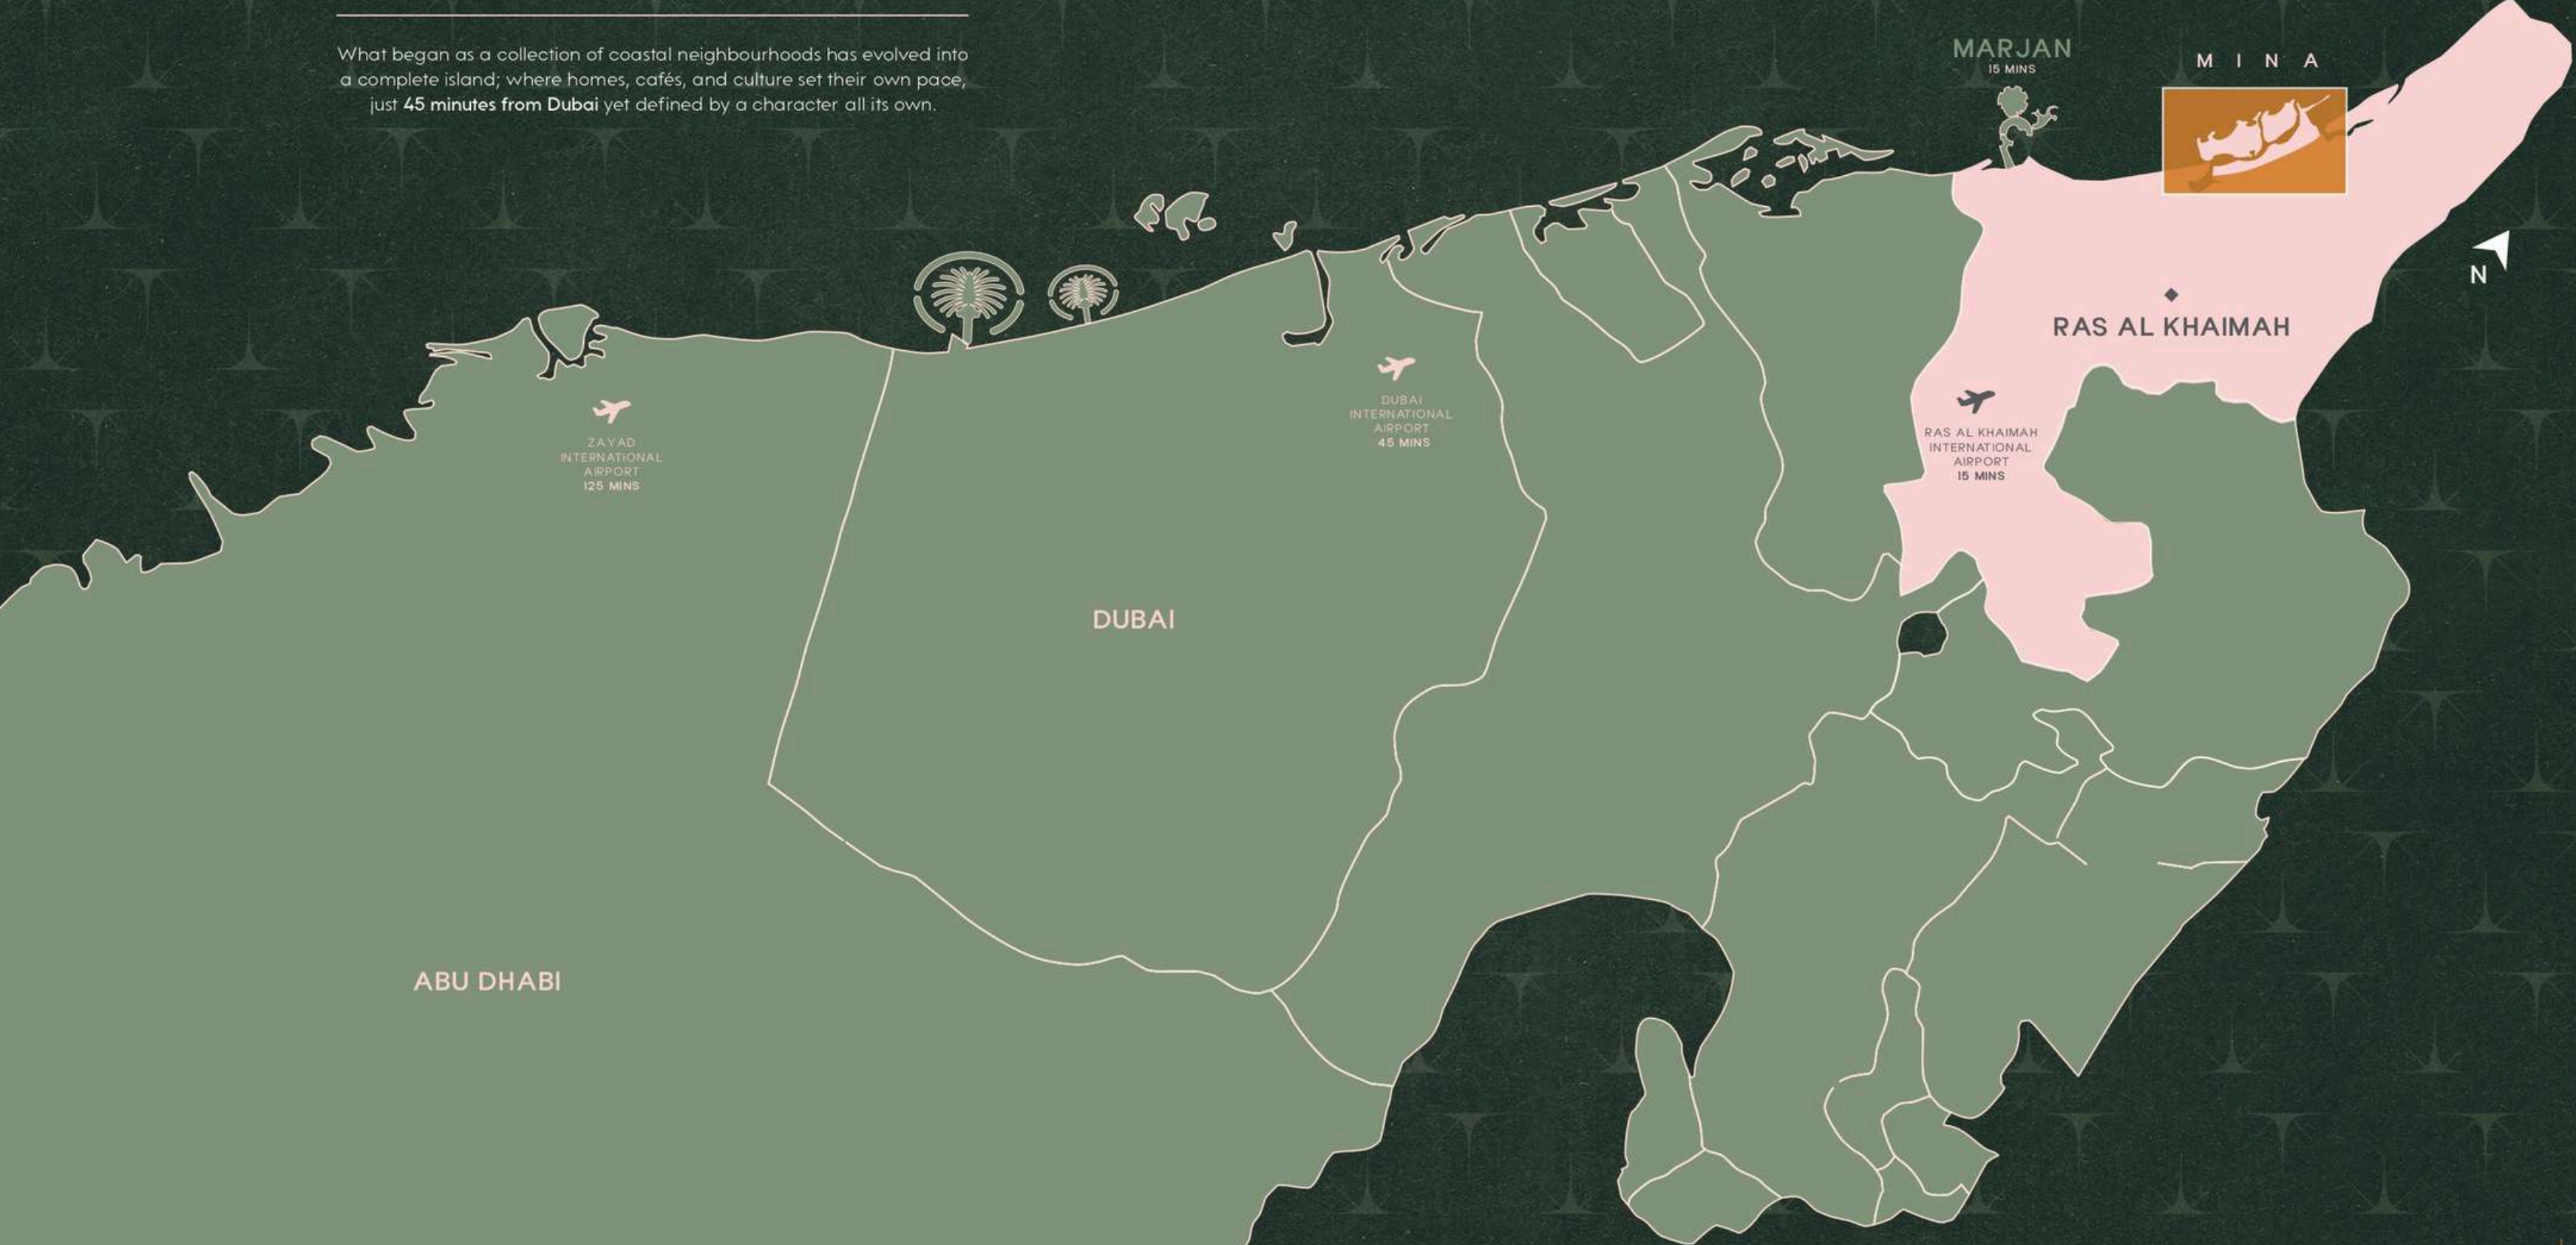 What began as a collection of coastal neighbourhoods has evolved into
a complete island; where homes, cafés, and culture set their own pace,
just 45 minutes from Dubai yet defined by a character all its own.
MARJAN
15 MINS
MINA
N
RAS AL KHAIMAH
ZAYAD
INTERNATIONAL
AIRPORT
125 MINS
DUBAI
INTERNATIONAL
AIRPORT
45 MINS
RAS AL KHAIMAH
INTERNATIONAL
AIRPORT
15 MINS
DUBAI
ABU DHABI